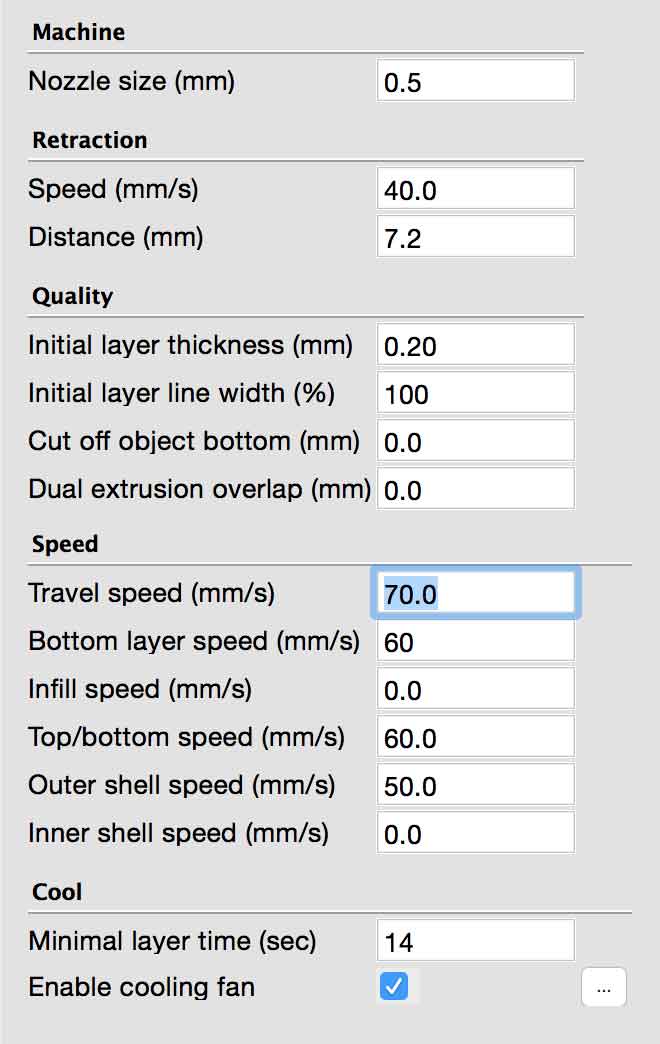 Machine
Nozzle size (mm) 0.5
Retraction
Speed (mm/s) 40.0
Distance (mm) 7.2
Quality
Initial layer thickness (mm) 0.20
Initial layer line width (%) 100
Cut off object bottom (mm) 0.0
Dual extrusion overlap (mm) 0.0
Speed
Travel speed (mm/s) 70.0
Bottom layer speed (mm/s) 60
Infill speed (mm/s) 0.0
Top/bottom speed (mm/s) 60.0
Outer shell speed (mm/s) 50.0
Inner shell speed (mm/s) 0.0
Cool
Minimal layer time (sec) 14
Enable cooling fan ...